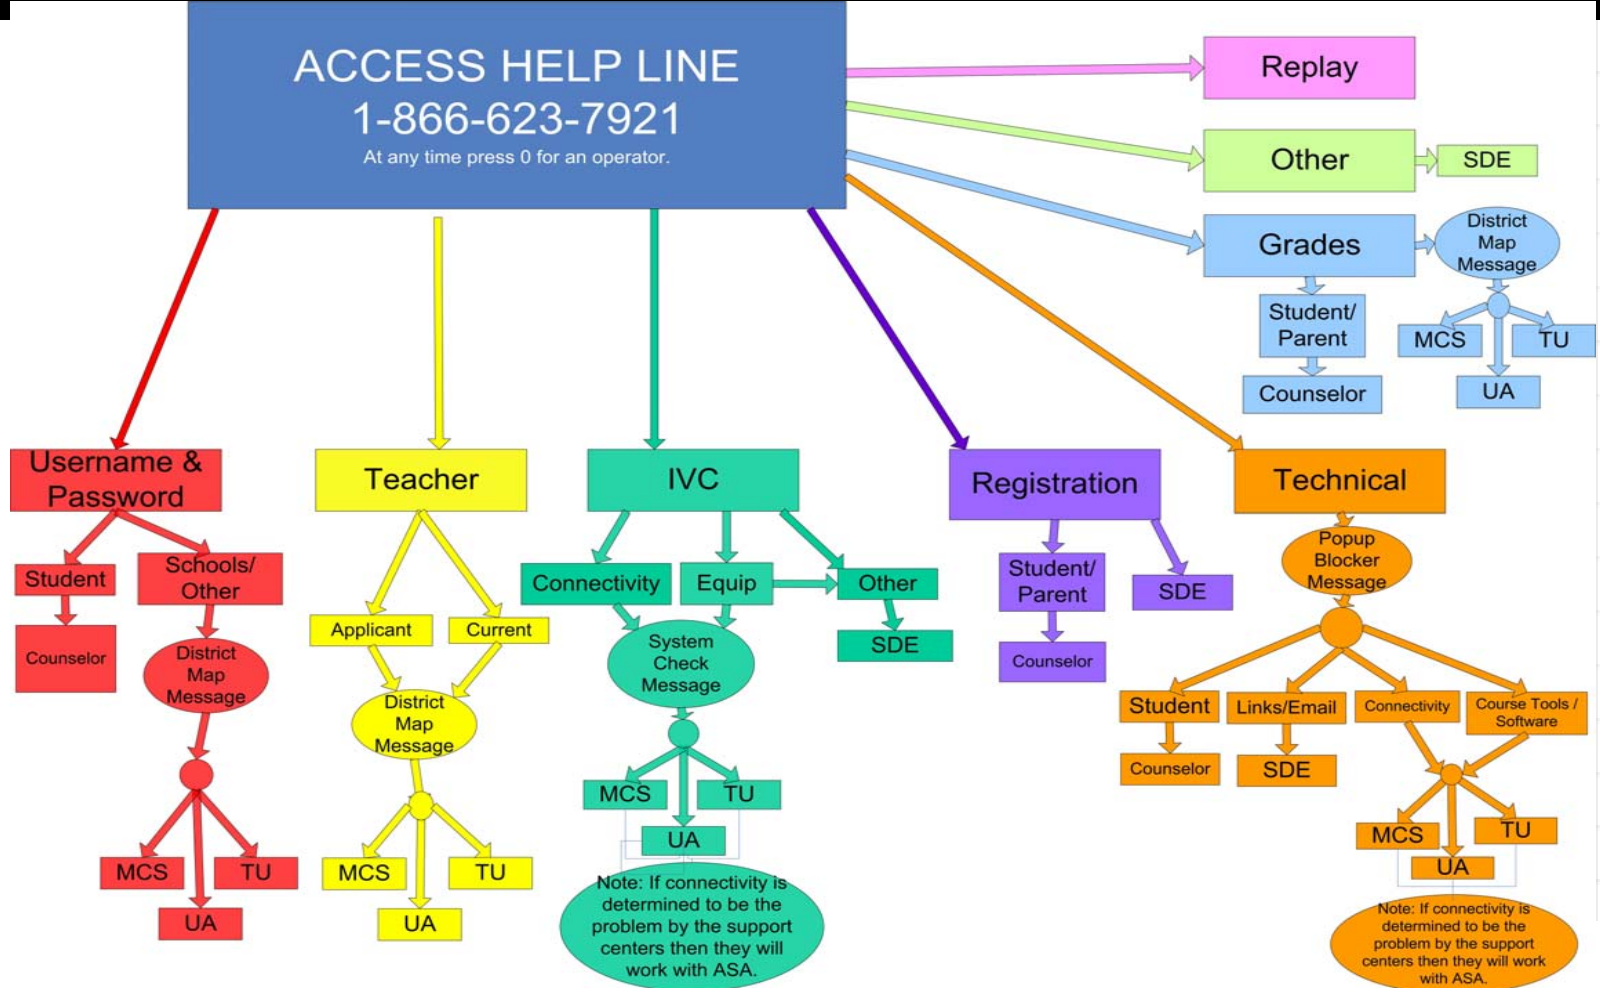 ACCESS HELP LINE
1-866-623-7921
At any time press 0 for an operator.
Replay
Other
SDE
Grades
District
Map
Message
Student/
Parent
Counselor
MCS
TU
UA
Username &
Password
Student
Counselor
Schools/
Other
District
Map
Message
MCS
TU
UA
Teacher
Applicant
Current
District
Map
Message
MCS
TU
UA
IVC
Connectivity
Equip
Other
SDE
System
Check
Message
MCS
TU
UA
Note: If connectivity is
determined to be the
problem by the support
centers then they will
work with ASA.
Registration
Student/
Parent
Counselor
SDE
Technical
Popup
Blocker
Message
Student
Counselor
Links/Email
SDE
Connectivity
Course Tools /
Software
MCS
TU
UA
Note: If connectivity is
determined to be the
problem by the support
centers then they will work
with ASA.